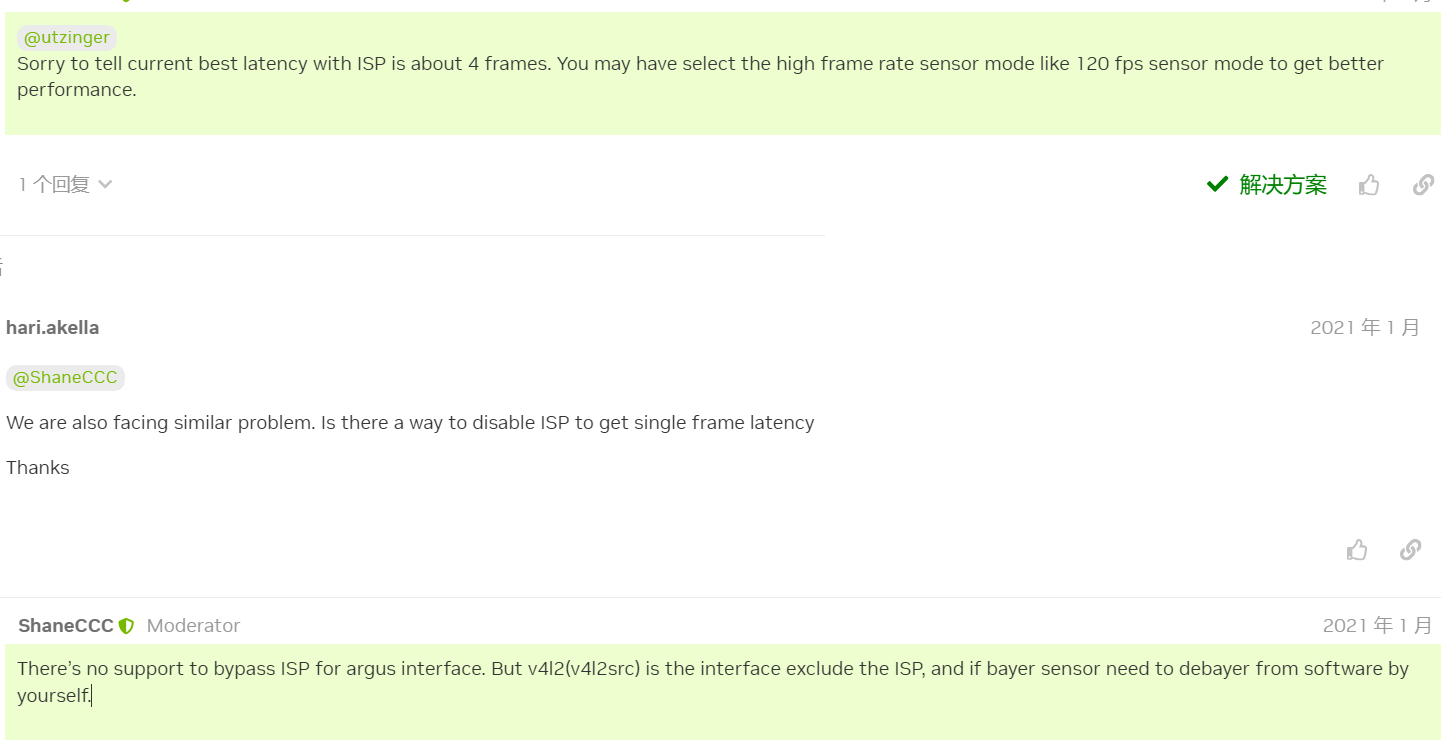 @utzinger
Sorry to tell current best latency with ISP is about 4 frames. You may have select the high frame rate sensor mode like 120 fps sensor mode to get better
performance.
1 个回复
解决方案
hari.akella 2021 年 1 月
@ShaneCCC
We are also facing similar problem. Is there a way to disable ISP to get single frame latency
Thanks
ShaneCCC Moderator 2021 年 1 月
There's no support to bypass ISP for argus interface. But v4l2(v4l2src) is the interface exclude the ISP, and if bayer sensor need to debayer from software by
yourself.